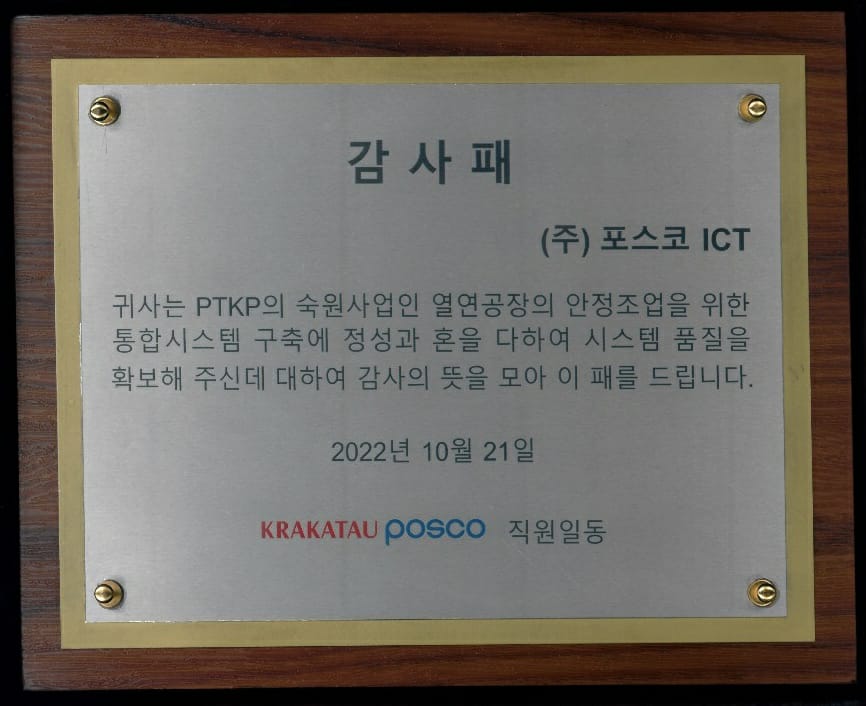 감 사 패
(주) 포스코 ICT
귀사는 PTKP의 숙원사업인 열연공장의 안정조업을 위한
통합시스템 구축에 정성과 혼을 다하여 시스템 품질을
확보해 주신데 대하여 감사의 뜻을 모아 이 패를 드립니다.
2022년 10월 21일
KRAKATAU posco 직원일동